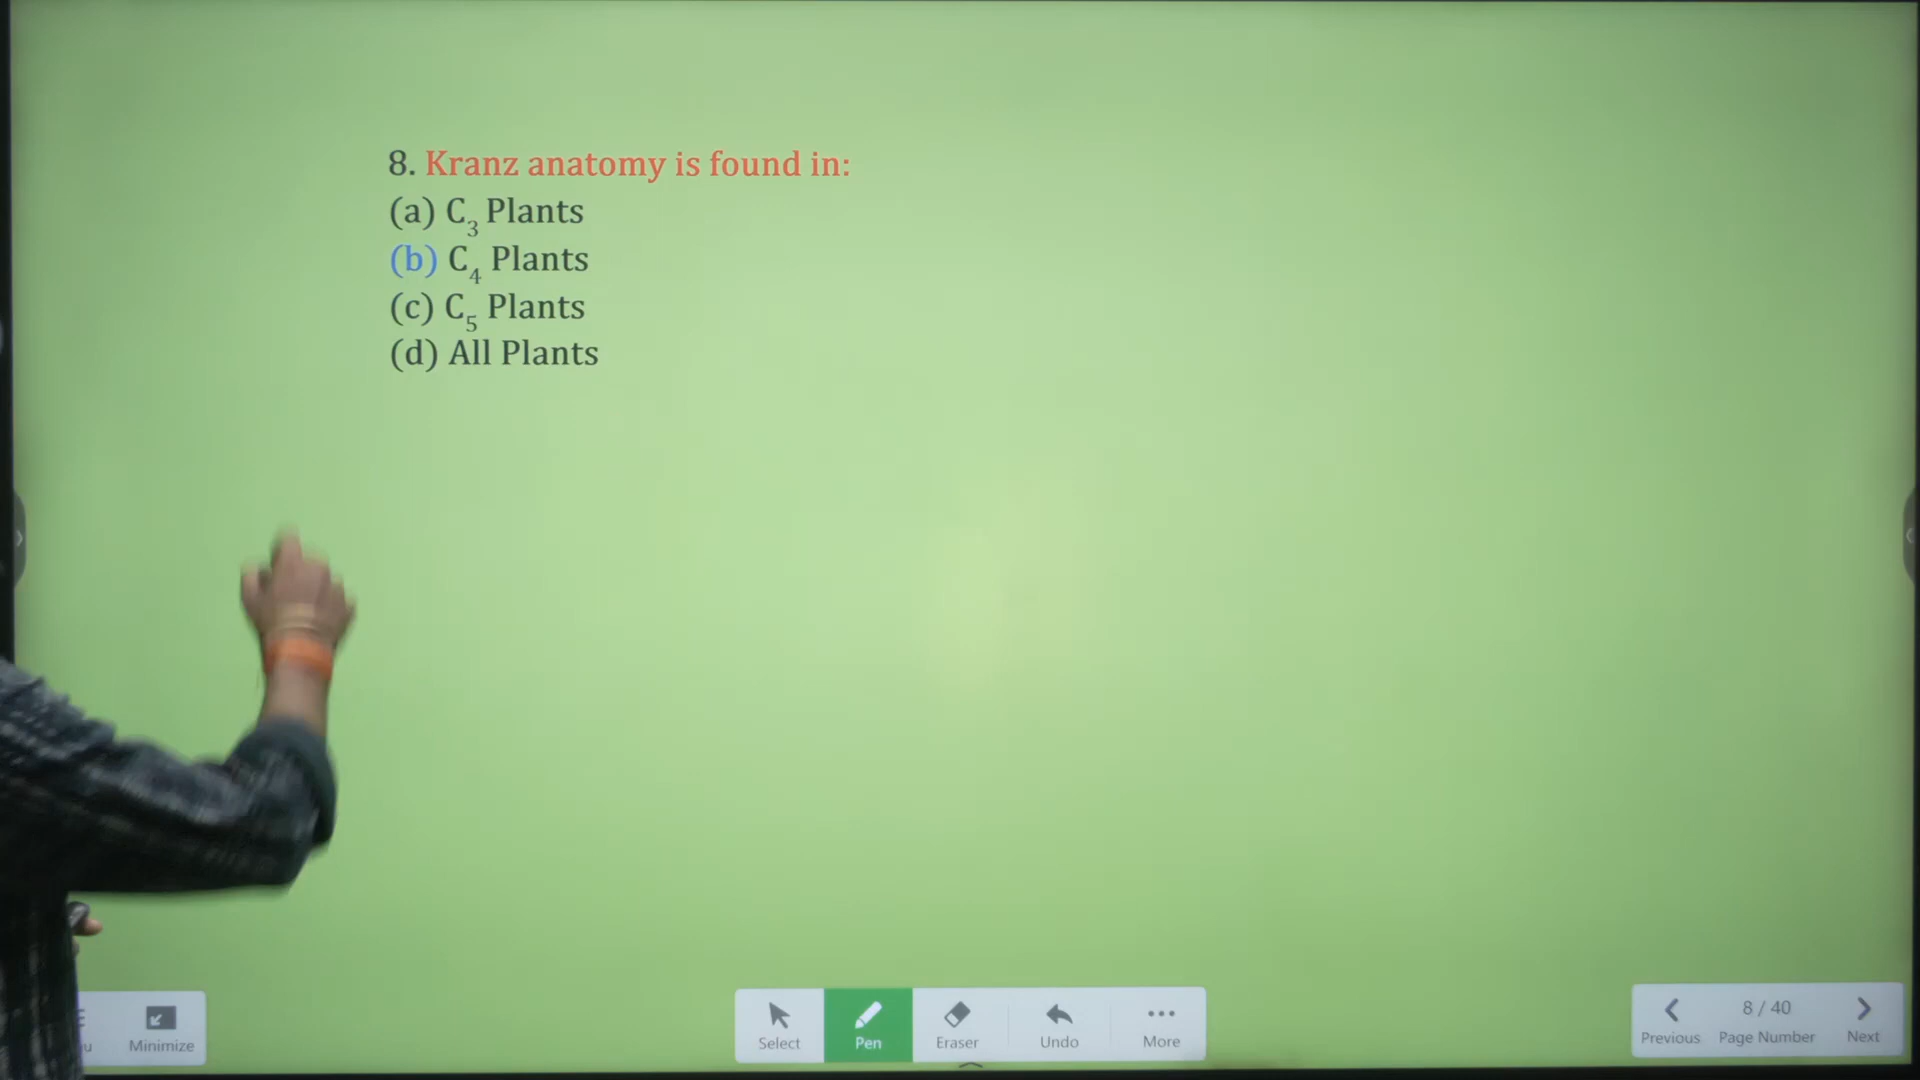 8. Kranz anatomy is found in:
(a) C₃ Plants
(b) C₄ Plants
(c) C₅ Plants
(d) All Plants
Minimize
Select
Pen
Eraser
Undo
More
Previous
8 / 40
Page Number
Next